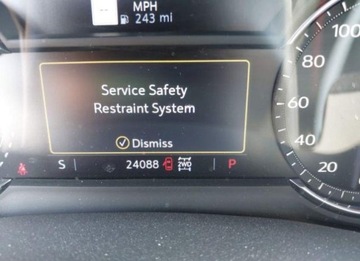 MPH
243 mi
100
80
Service Safety
Restraint System
60
40
Dismiss
S
24088
2WD
P
20